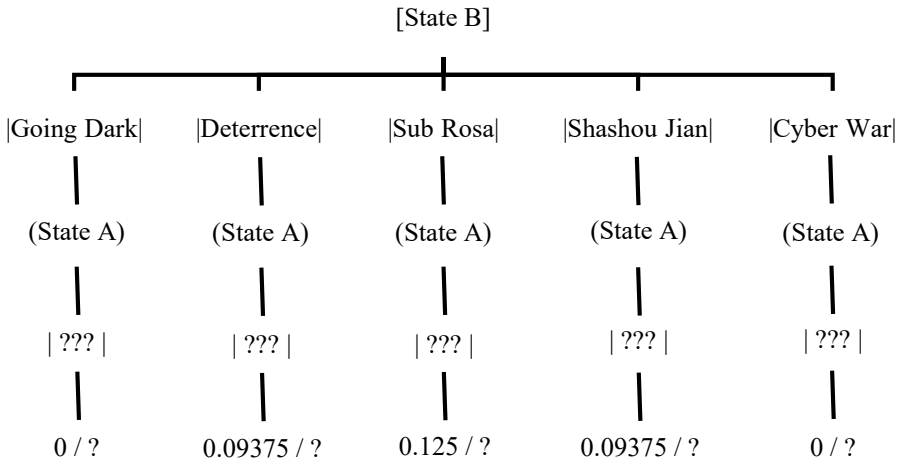 [State B]
|Going Dark| |Deterrence| |Sub Rosa| |Shashou Jian| |Cyber War|
(State A) (State A) (State A) (State A) (State A)
| ??? | | ??? | | ??? | | ??? | | ??? |
0 / ? 0.09375 / ? 0.125 / ? 0.09375 / ? 0 / ?